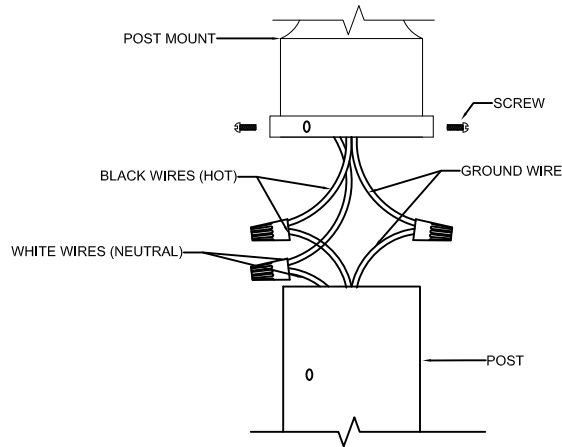 POST MOUNT
SCREW
BLACK WIRES (HOT)
GROUND WIRE
WHITE WIRES (NEUTRAL)
POST